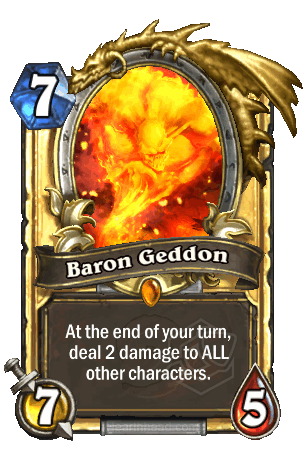 7
Baron Geddon
At the end of your turn,
deal 2 damage to ALL
other characters.
7
5